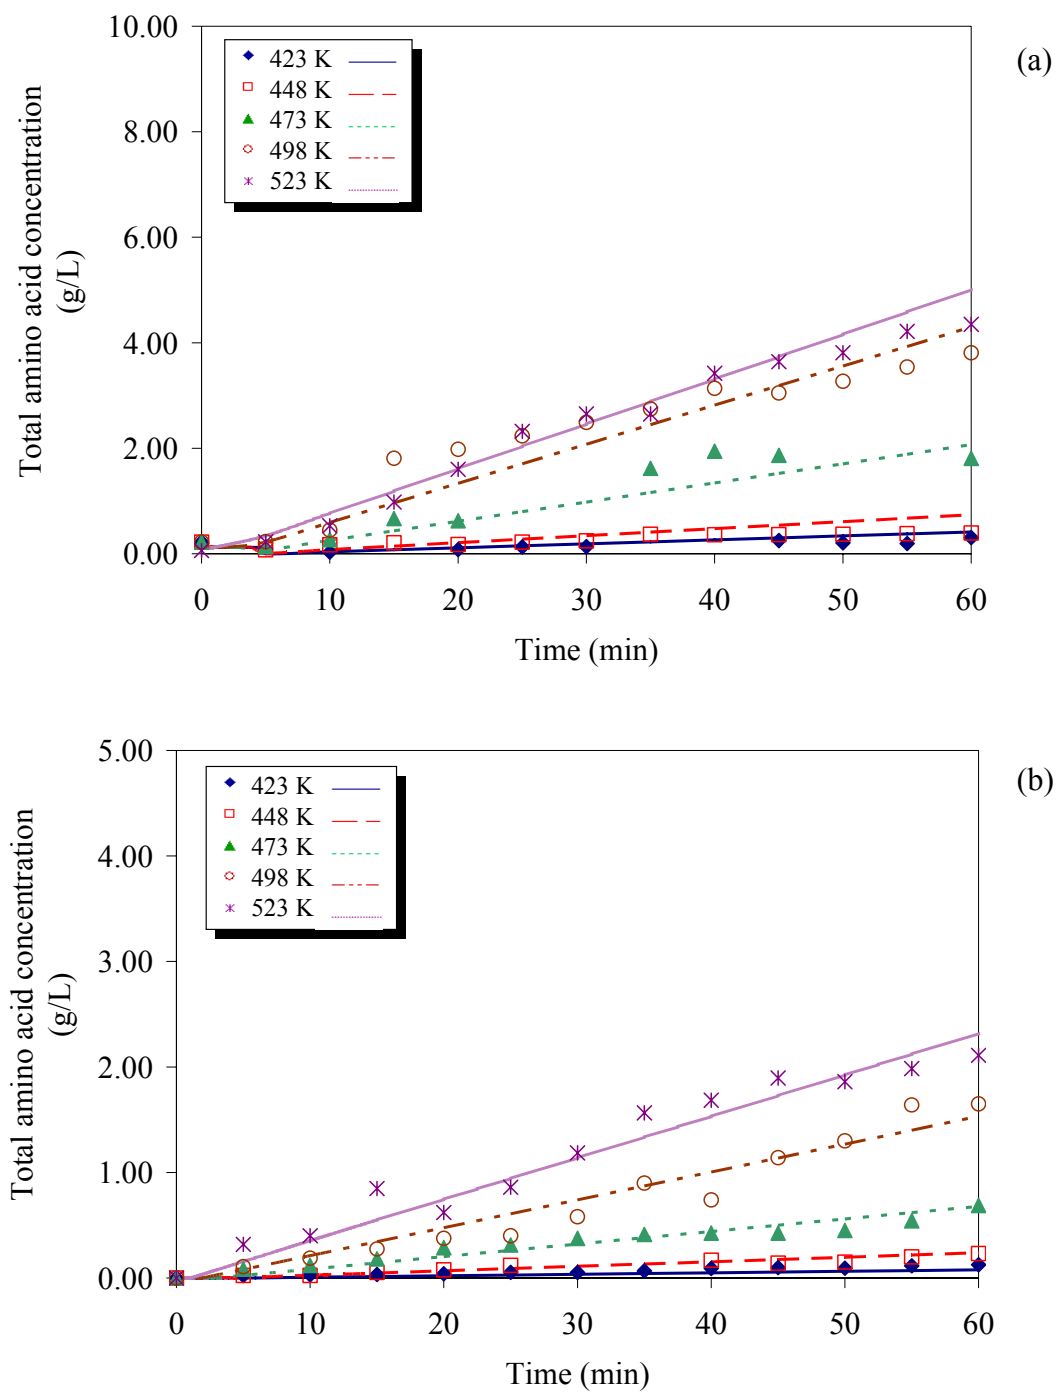 10.00
(a)
423 K
448 K
473 K
498 K
523 K
8.00
6.00
4.00
2.00
0.00
Total amino acid concentration
(g/L)
0 10 20 30 40 50 60
Time (min)
5.00
(b)
423 K
448 K
473 K
498 K
523 K
4.00
3.00
2.00
1.00
0.00
Total amino acid concentration
(g/L)
0 10 20 30 40 50 60
Time (min)